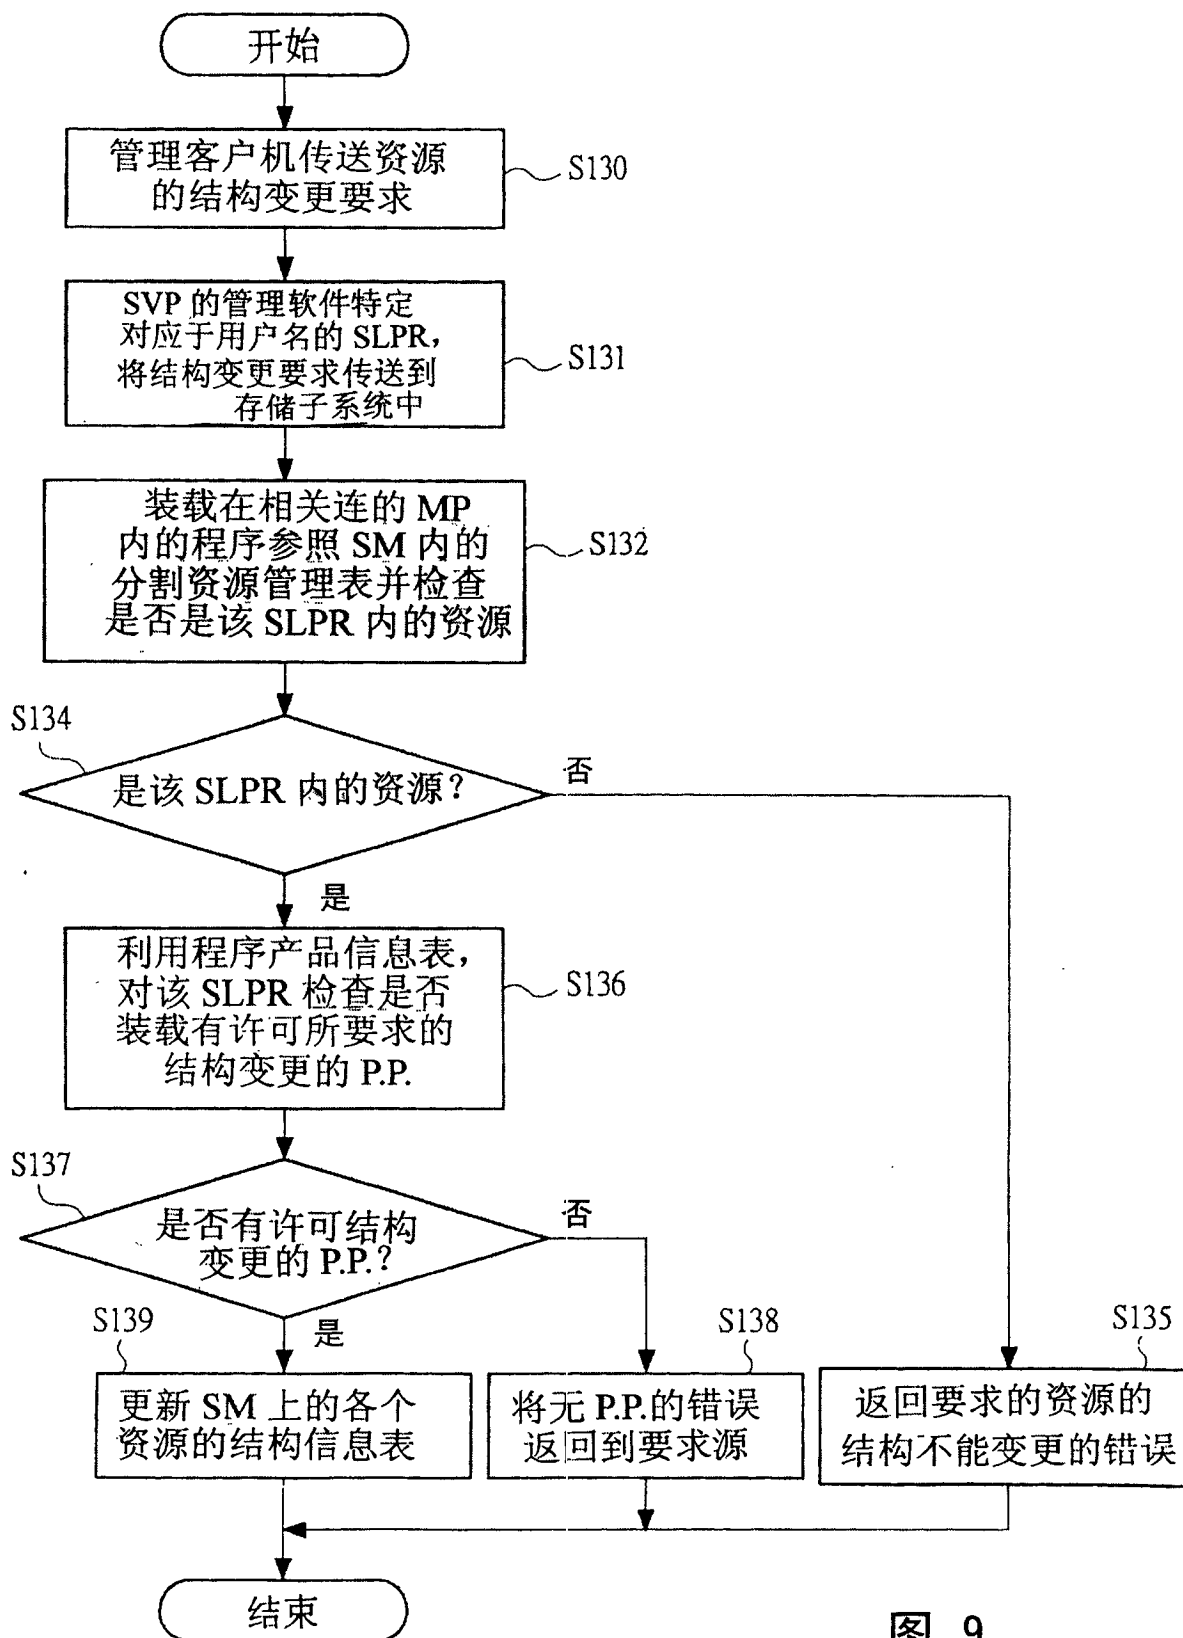 开始
管理客户机传送资源
的结构变更要求
S130
SVP 的管理软件特定
对应于用户名的 SLPR,
将结构变更要求传送到
存储子系统中
S131
装载在相关连的 MP
内的程序参照 SM 内的
分割资源管理表并检查
是否是该 SLPR 内的资源
S132
S134
是该 SLPR 内的资源?
否
是
利用程序产品信息表,
对该 SLPR 检查是否
装载有许可所要求的
结构变更的 P.P.
S136
S137
是否有许可结构
变更的 P.P.?
否
是
S139
更新 SM 上的各个
资源的结构信息表
S138
将无 P.P.的错误
返回到要求源
S135
返回要求的资源的
结构不能变更的错误
结束
图 9